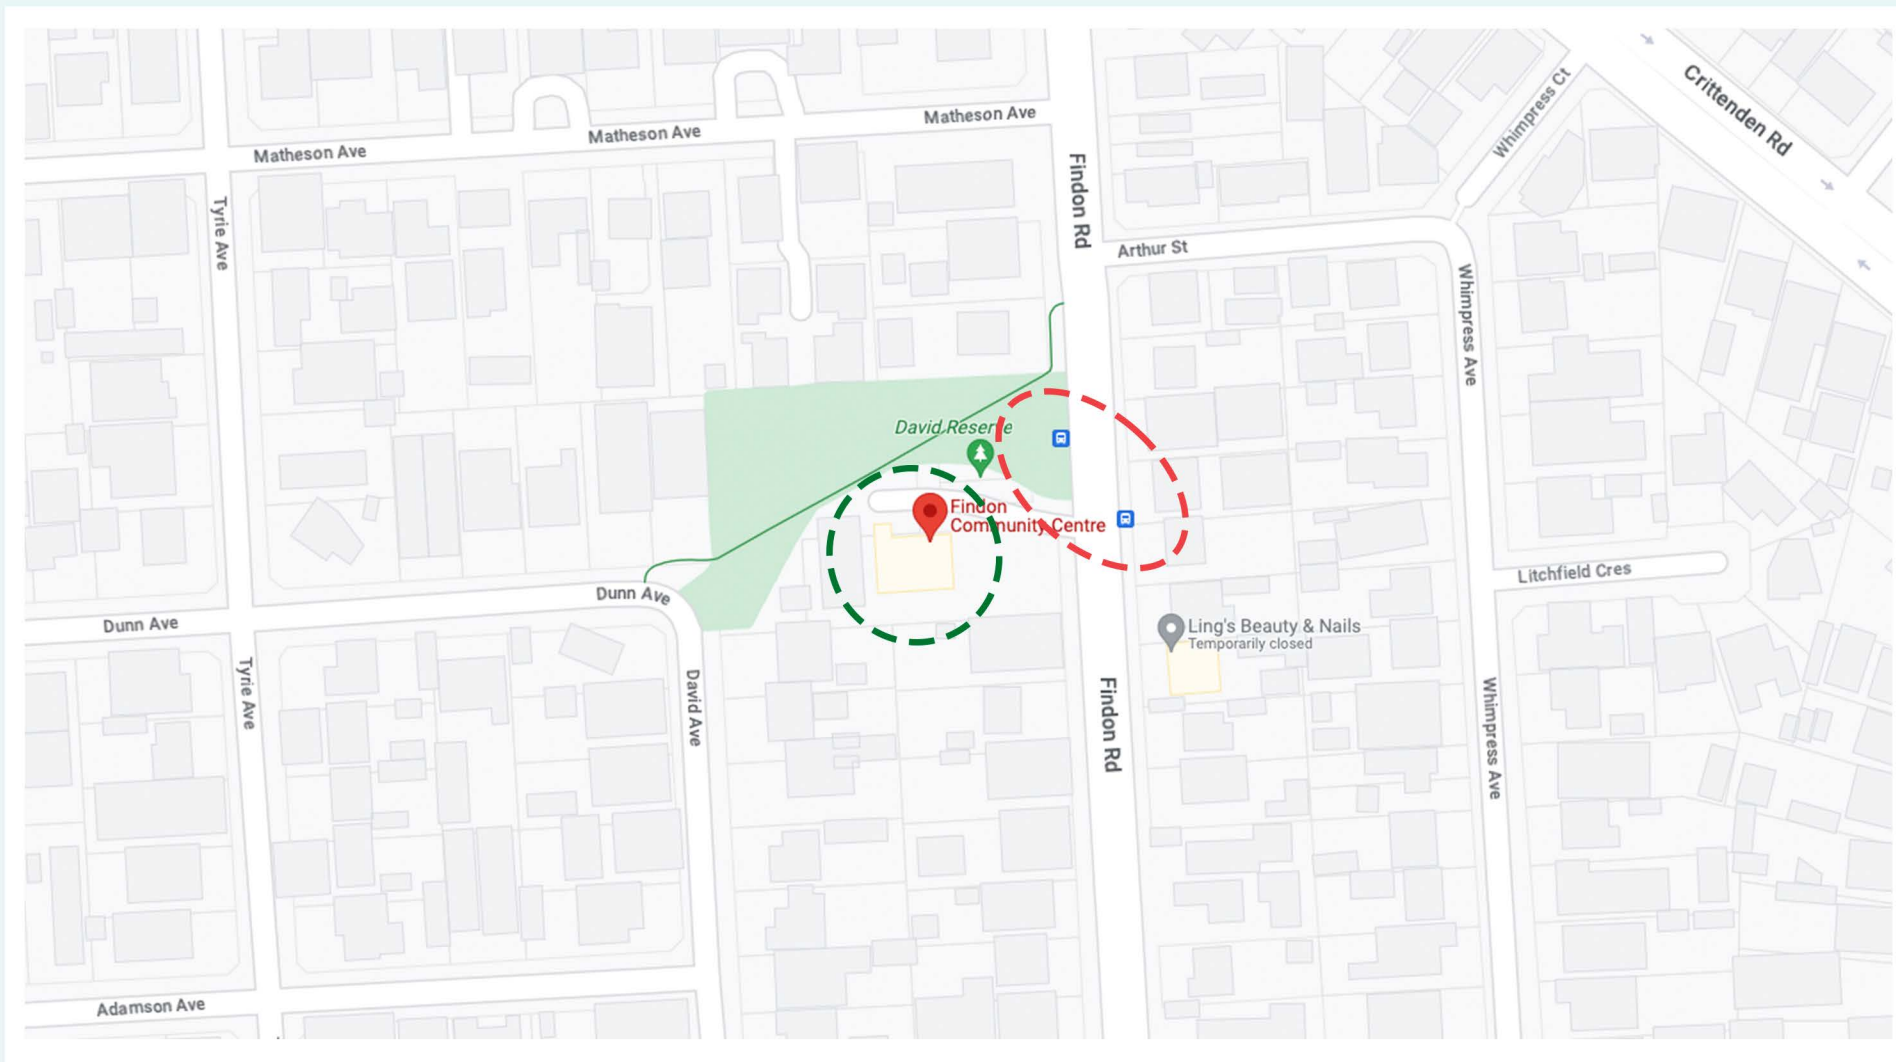 Crittenden Rd
Whimpress Ct
Matheson Ave
Matheson Ave
Matheson Ave
Findon Rd
Tyrie Ave
Arthur St
Whimpress Ave
David Reserve
Findon
Community Centre
Litchfield Cres
Dunn Ave
Dunn Ave
Ling's Beauty & Nails
Temporarily closed
Tyrie Ave
David Ave
Findon Rd
Whimpress Ave
Adamson Ave